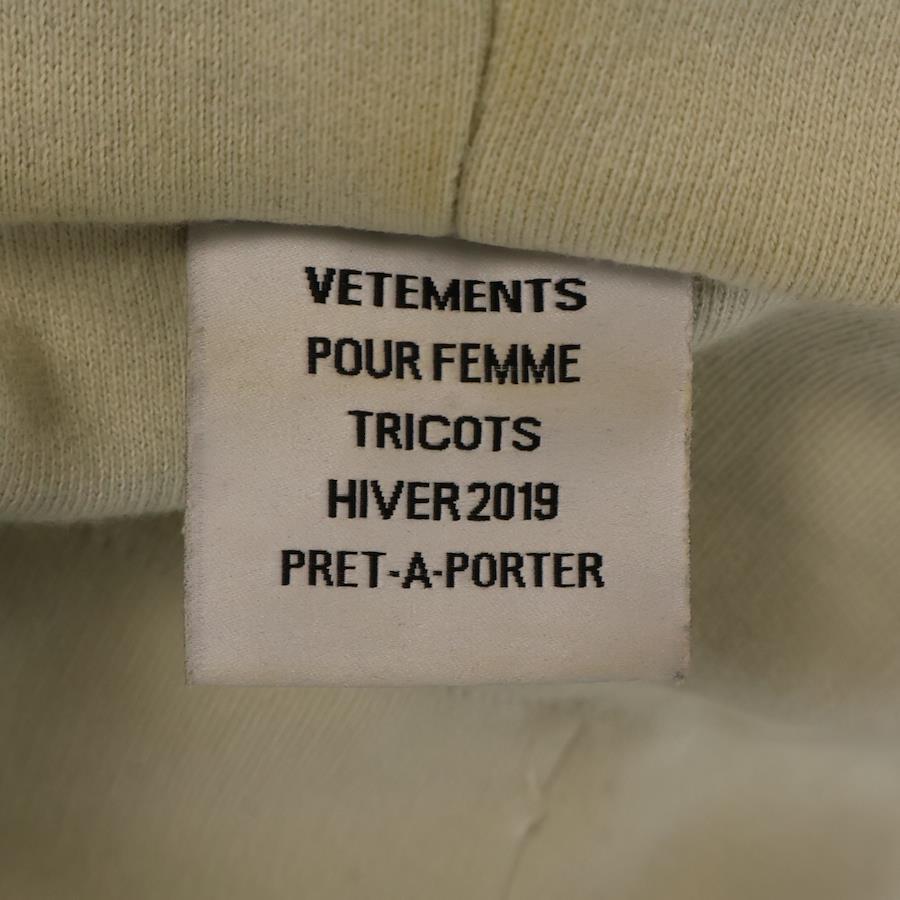 VETEMENTS
POUR FEMME
TRICOTS
HIVER 2019
PRET-A-PORTER